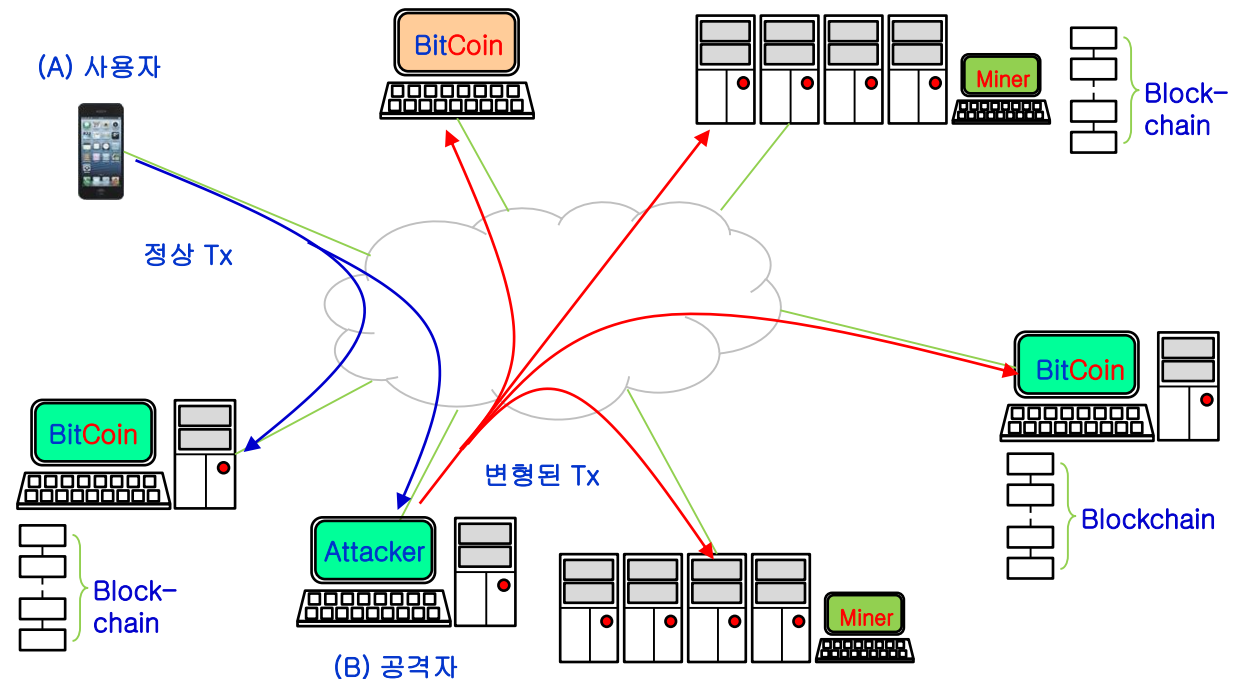 BitCoin
(A) 사용자
Miner
Block-
chain
정상 Tx
BitCoin
BitCoin
변형된 Tx
Blockchain
Attacker
Block-
chain
Miner
(B) 공격자